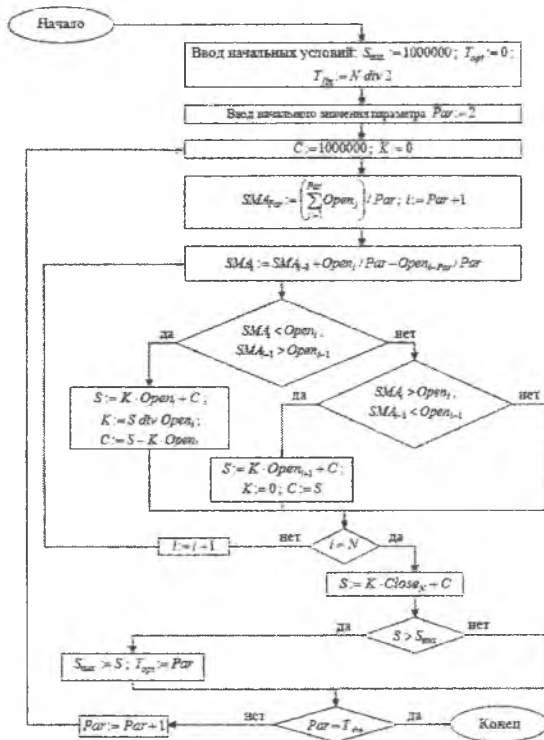 Начало
Ввод начальных условий: S_max := 1000000; T_opt := 0;
T_fin := N div 2
Ввод начального значения параметра Par := 2
C := 1000000; K := 0
SMA_Par := (∑_{j=1}^{Par} Open_j) / Par; i := Par + 1
SMA_i := SMA_{i-1} + Open_i / Par − Open_{i-Par} / Par
да
SMA_i < Open_i,
SMA_{i-1} > Open_{i-1}
нет
S := K · Open_i + C;
K := S div Open_i;
C := S − K · Open_i
да
SMA_i > Open_i,
SMA_{i-1} < Open_{i-1}
нет
S := K · Open_{i+1} + C;
K := 0; C := S
i := i + 1
нет
i = N
да
S := K · Close_N + C
да
S > S_max
нет
S_max := S; T_opt := Par
Par := Par + 1
нет
Par = T_fin
да
Конец